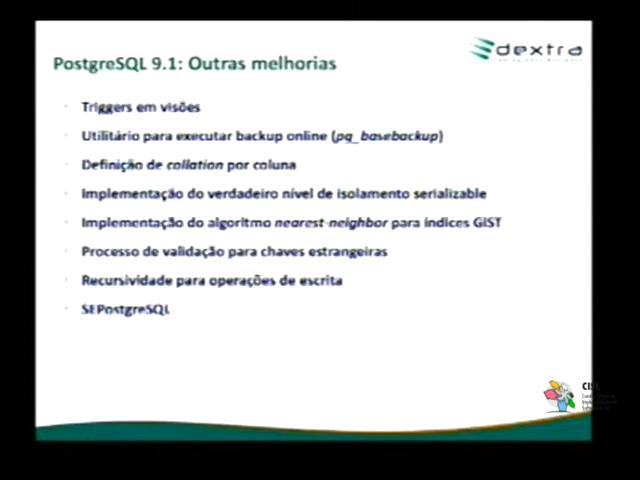 PostgreSQL 9.1: Outras melhorias
dextra
Triggers em visões
Utilitário para executar backup online (pg_basebackup)
Definição de collation por coluna
Implementação do verdadeiro nível de isolamento serializable
Implementação do algoritmo nearest-neighbor para índices GiST
Processo de validação para chaves estrangeiras
Recursividade para operações de escrita
SEPostgreSQL